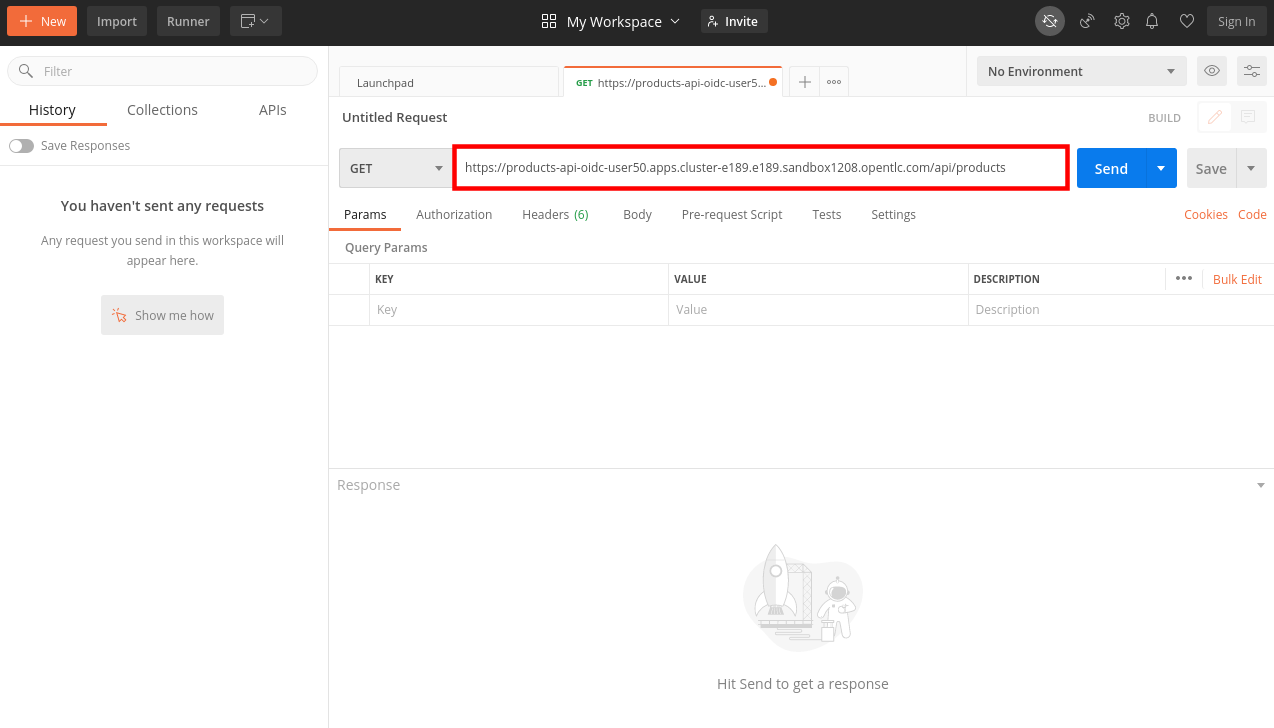 New Import Runner My Workspace Invite Sign In
Filter
History Collections APIs
Save Responses
You haven't sent any requests
Any request you send in this workspace will
appear here.
Show me how
Launchpad GET https://products-api-oidc-user5...
No Environment
Untitled Request BUILD
GET https://products-api-oidc-user50.apps.cluster-e189.e189.sandbox1208.opentlc.com/api/products Send Save
Params Authorization Headers (6) Body Pre-request Script Tests Settings Cookies Code
Query Params
KEY VALUE DESCRIPTION Bulk Edit
Key Value Description
Response
Hit Send to get a response